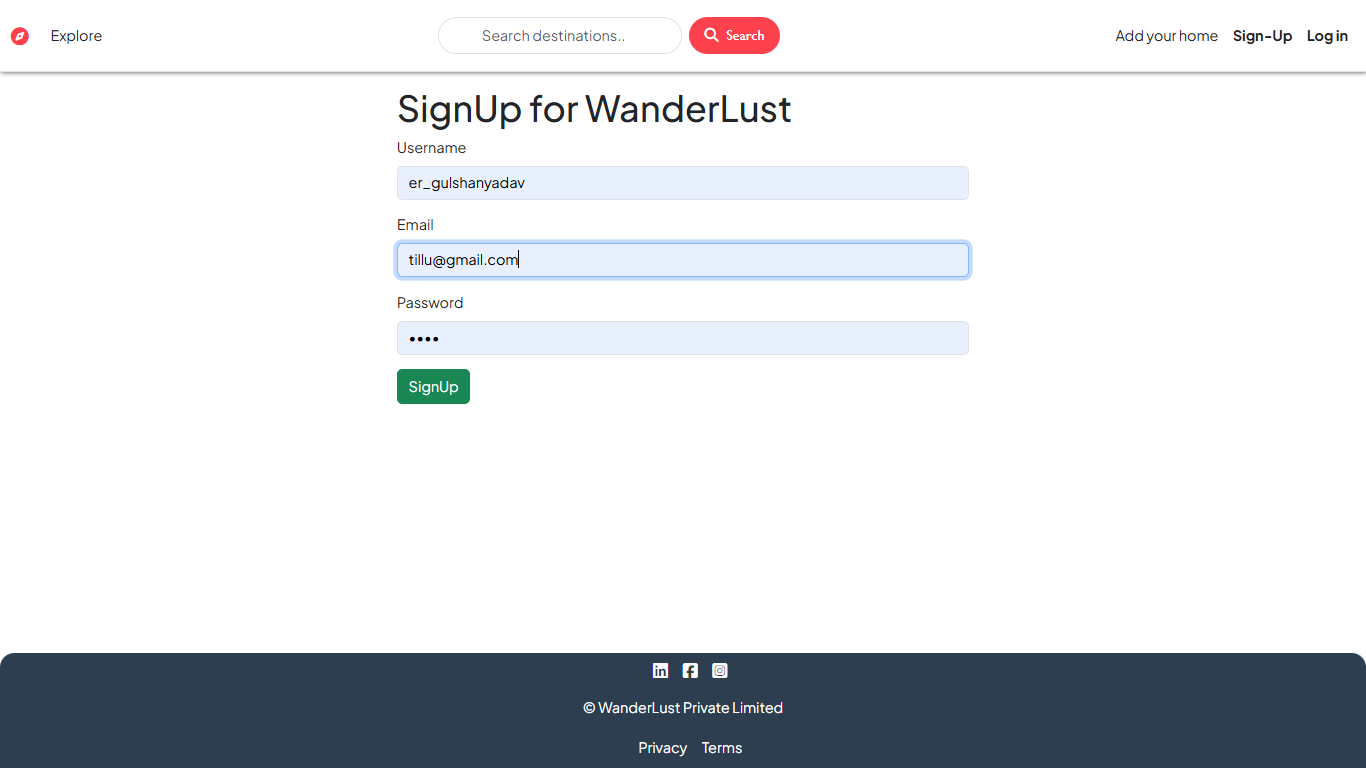 Explore Search destinations.. Search Add your home Sign-Up Log in
SignUp for WanderLust
Username
er_gulshanyadav
Email
tillu@gmail.com
Password
••••
SignUp
© WanderLust Private Limited
Privacy Terms